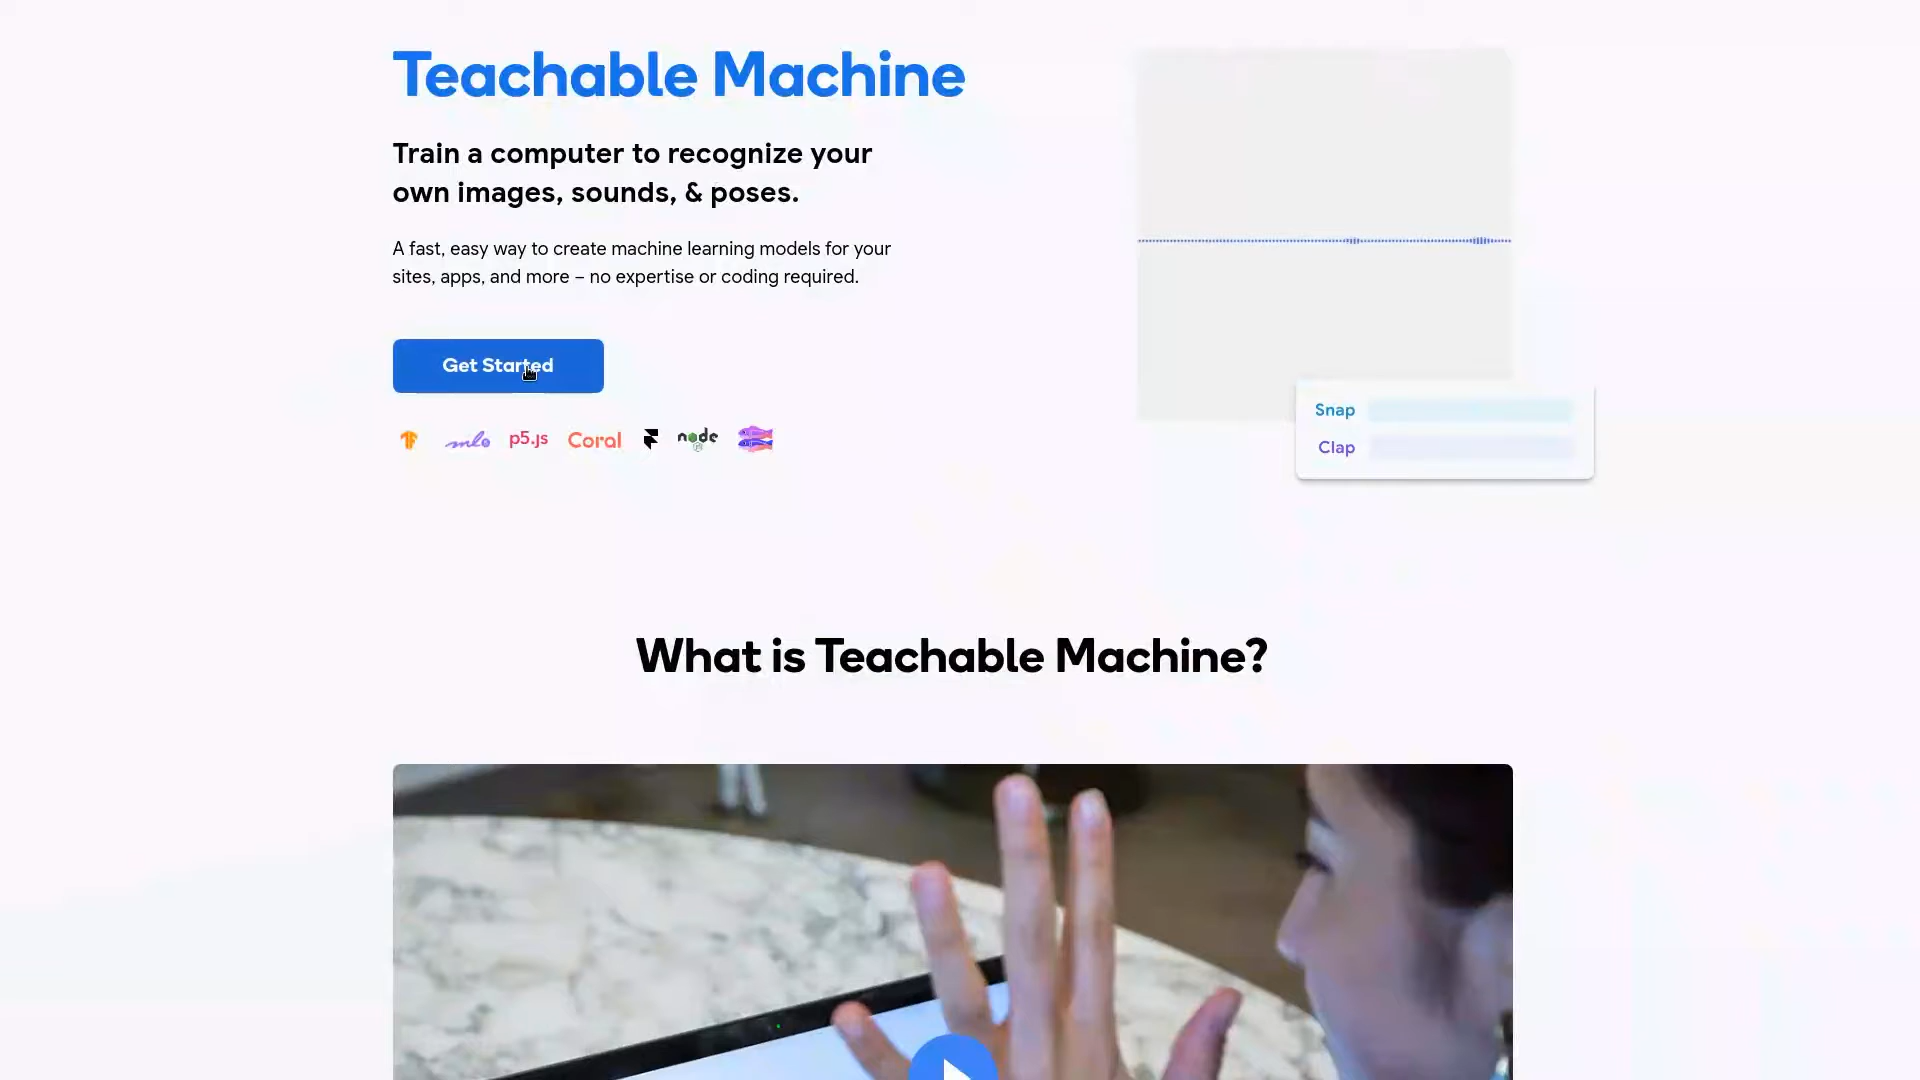 Teachable Machine
Train a computer to recognize your
own images, sounds, & poses.
A fast, easy way to create machine learning models for your
sites, apps, and more – no expertise or coding required.
Get Started
p5.js
Coral
node
Snap
Clap
What is Teachable Machine?